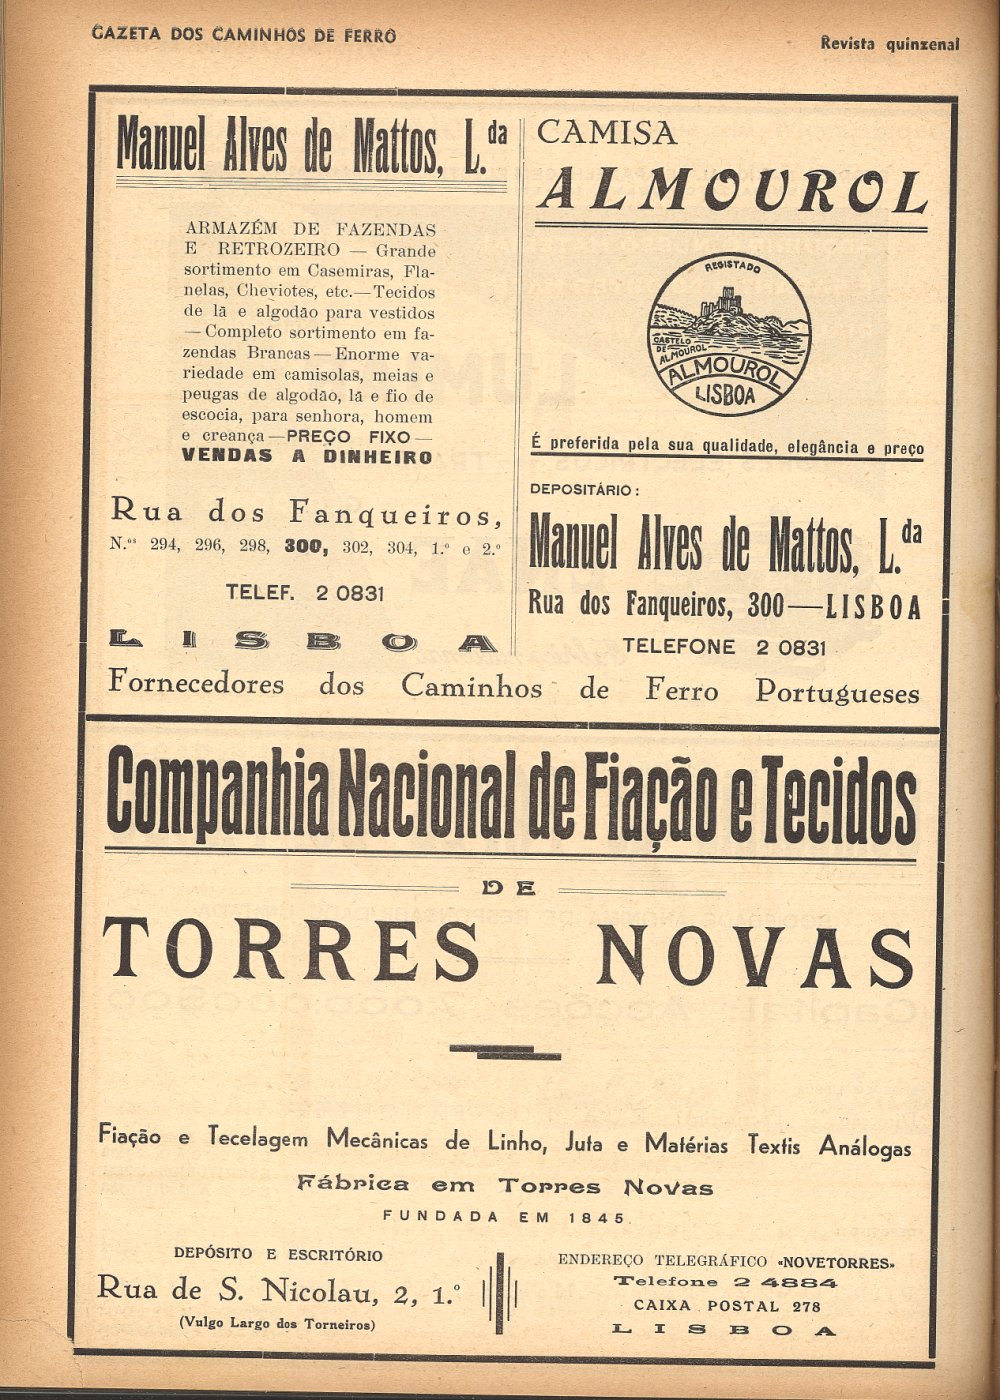 GAZETA DOS CAMINHOS DE FERRO
Revista quinzenal
Manuel Alves de Mattos, L.da
ARMAZÉM DE FAZENDAS
E RETROZEIRO — Grande
sortimento em Casemiras, Fla-
nelas, Cheviotes, etc.—Tecidos
de lã e algodão para vestidos
—Completo sortimento em fa-
zendas Brancas—Enorme va-
riedade em camisolas, meias e
peugas de algodão, lã e fio de
escocia, para senhora, homem
e creança—PREÇO FIXO—
VENDAS A DINHEIRO
Rua dos Fanqueiros,
N.os 294, 296, 298, 300, 302, 304, 1.º e 2.º
TELEF. 2 0831
LISBOA
CAMISA
ALMOUROL
REGISTADO
CASTELO
DE
ALMOUROL
ALMOUROL
LISBOA
É preferida pela sua qualidade, elegância e preço
DEPOSITÁRIO:
Manuel Alves de Mattos, L.da
Rua dos Fanqueiros, 300—LISBOA
TELEFONE 2 0831
Fornecedores dos Caminhos de Ferro Portugueses
Companhia Nacional de Fiação e Tecidos
DE
TORRES NOVAS
Fiação e Tecelagem Mecânicas de Linho, Juta e Matérias Textis Análogas
Fábrica em Torres Novas
FUNDADA EM 1845
DEPÓSITO E ESCRITÓRIO
Rua de S. Nicolau, 2, 1.º
(Vulgo Largo dos Torneiros)
ENDEREÇO TELEGRÁFICO «NOVETORRES»
Telefone 2 4884
CAIXA POSTAL 278
LISBOA